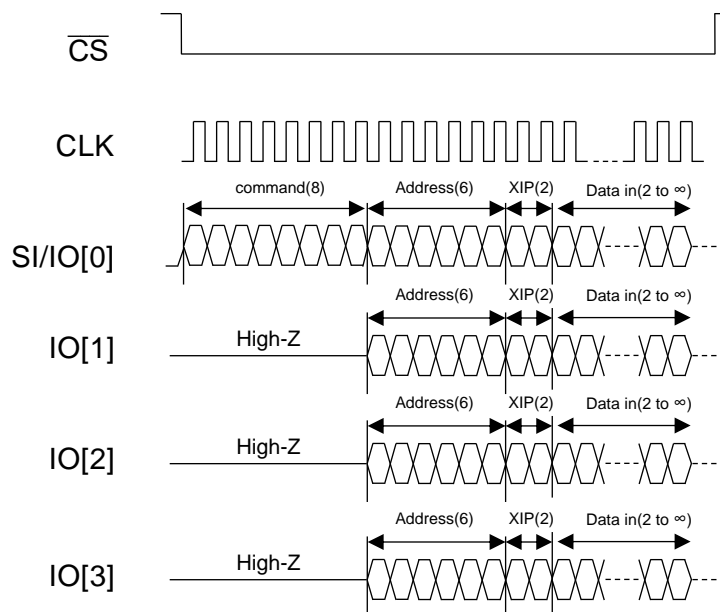 CS
CLK
command(8) Address(6) XIP(2) Data in(2 to ∞)
SI/IO[0]
Address(6) XIP(2) Data in(2 to ∞)
IO[1] High-Z
Address(6) XIP(2) Data in(2 to ∞)
IO[2] High-Z
Address(6) XIP(2) Data in(2 to ∞)
IO[3] High-Z